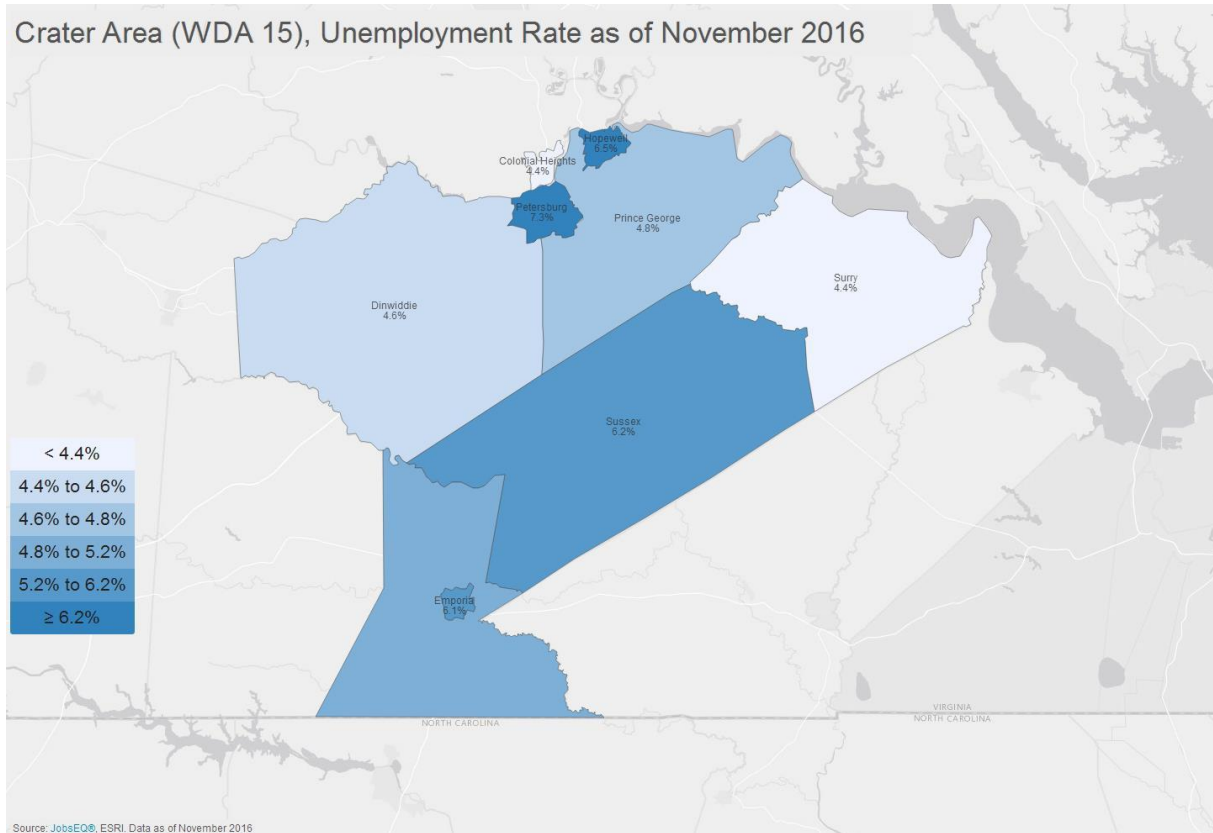 Crater Area (WDA 15), Unemployment Rate as of November 2016
Hopewell
6.5%
Colonial Heights
4.4%
Petersburg
7.3%
Prince George
4.8%
Surry
4.4%
Dinwiddie
4.6%
Sussex
6.2%
< 4.4%
4.4% to 4.6%
4.6% to 4.8%
4.8% to 5.2%
5.2% to 6.2%
≥ 6.2%
Emporia
6.1%
VIRGINIA
NORTH CAROLINA
NORTH CAROLINA
Source: JobsEQ®, ESRI. Data as of November 2016